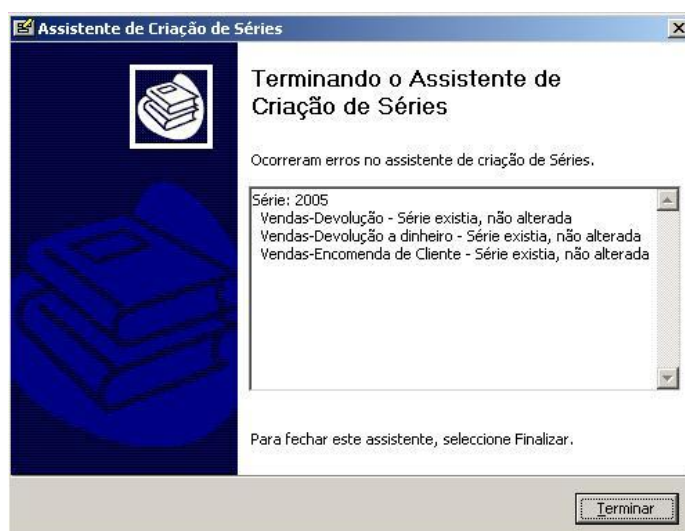 Assistente de Criação de Séries
Terminando o Assistente de
Criação de Séries
Ocorreram erros no assistente de criação de Séries.
Série: 2005
Vendas-Devolução - Série existia, não alterada
Vendas-Devolução a dinheiro - Série existia, não alterada
Vendas-Encomenda de Cliente - Série existia, não alterada
Para fechar este assistente, seleccione Finalizar.
Terminar